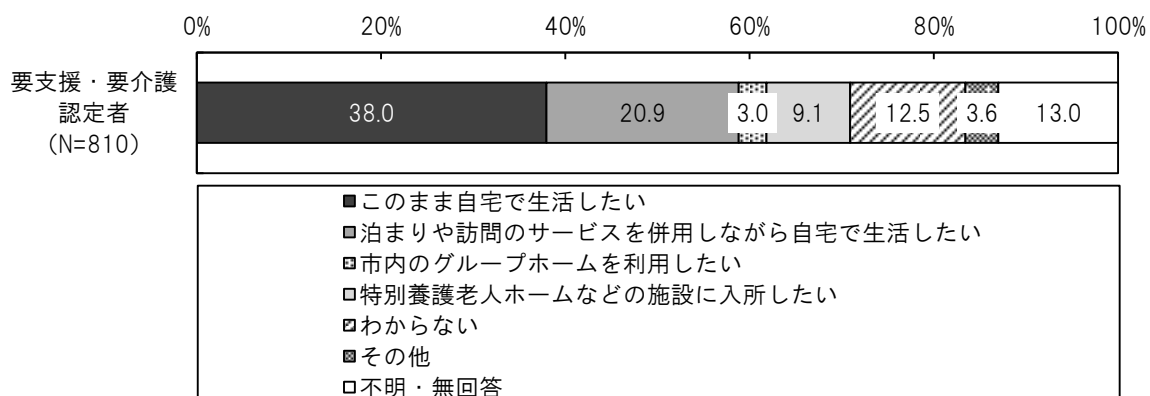 0% 20% 40% 60% 80% 100%
要支援・要介護
認定者
(N=810)
38.0 20.9 3.0 9.1 12.5 3.6 13.0
■このまま自宅で生活したい
■泊まりや訪問のサービスを併用しながら自宅で生活したい
市内のグループホームを利用したい
□特別養護老人ホームなどの施設に入所したい
わからない
その他
□不明・無回答